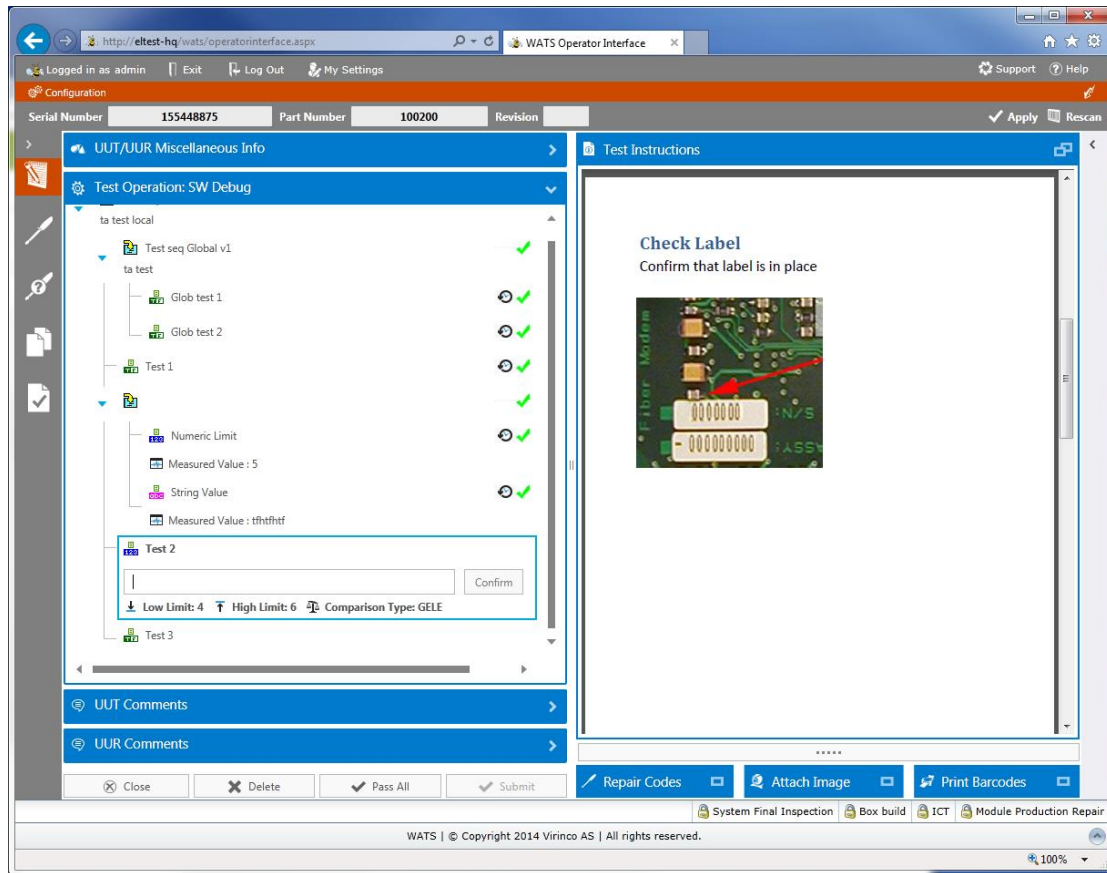 http://eltest-hq/wats/operatorinterface.aspx
WATS Operator Interface
Logged in as admin Exit Log Out My Settings Support Help
Configuration
Serial Number 155448875 Part Number 100200 Revision Apply Rescan
UUT/UUR Miscellaneous Info
Test Operation: SW Debug
ta test local
Test seq Global v1
ta test
Glob test 1
Glob test 2
Test 1
Numeric Limit
Measured Value : 5
String Value
Measured Value : tfhtfhtf
Test 2
Confirm
Low Limit: 4 High Limit: 6 Comparison Type: GELE
Test 3
UUT Comments
UUR Comments
Close Delete Pass All Submit
Test Instructions
Check Label
Confirm that label is in place
Fiber Modem
0000000 S/N:
- 000000000 :ASSY
Repair Codes Attach Image Print Barcodes
System Final Inspection Box build ICT Module Production Repair
WATS | © Copyright 2014 Virinco AS | All rights reserved.
100%